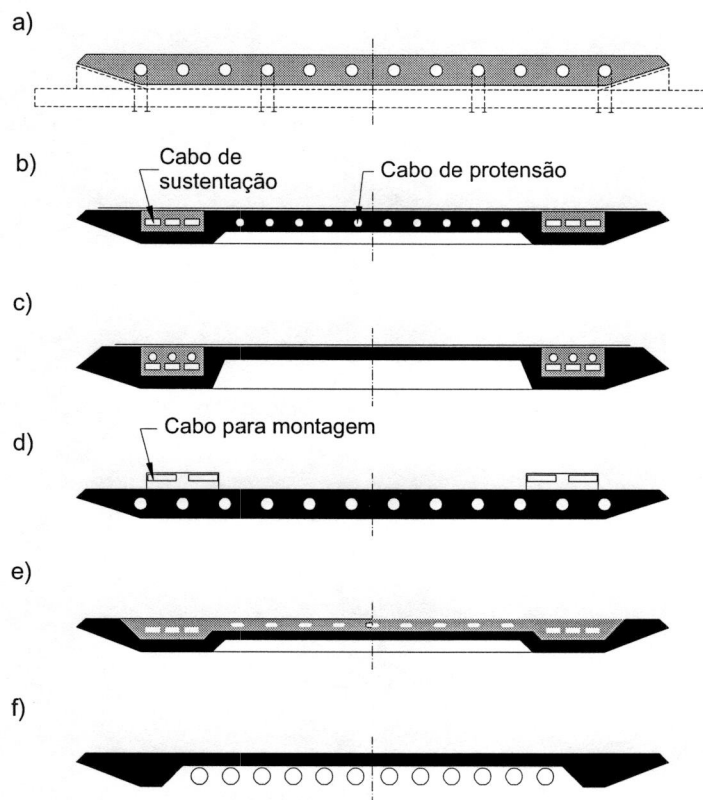 a)
b)
Cabo de
sustentação
Cabo de protensão
c)
Cabo para montagem
d)
e)
f)